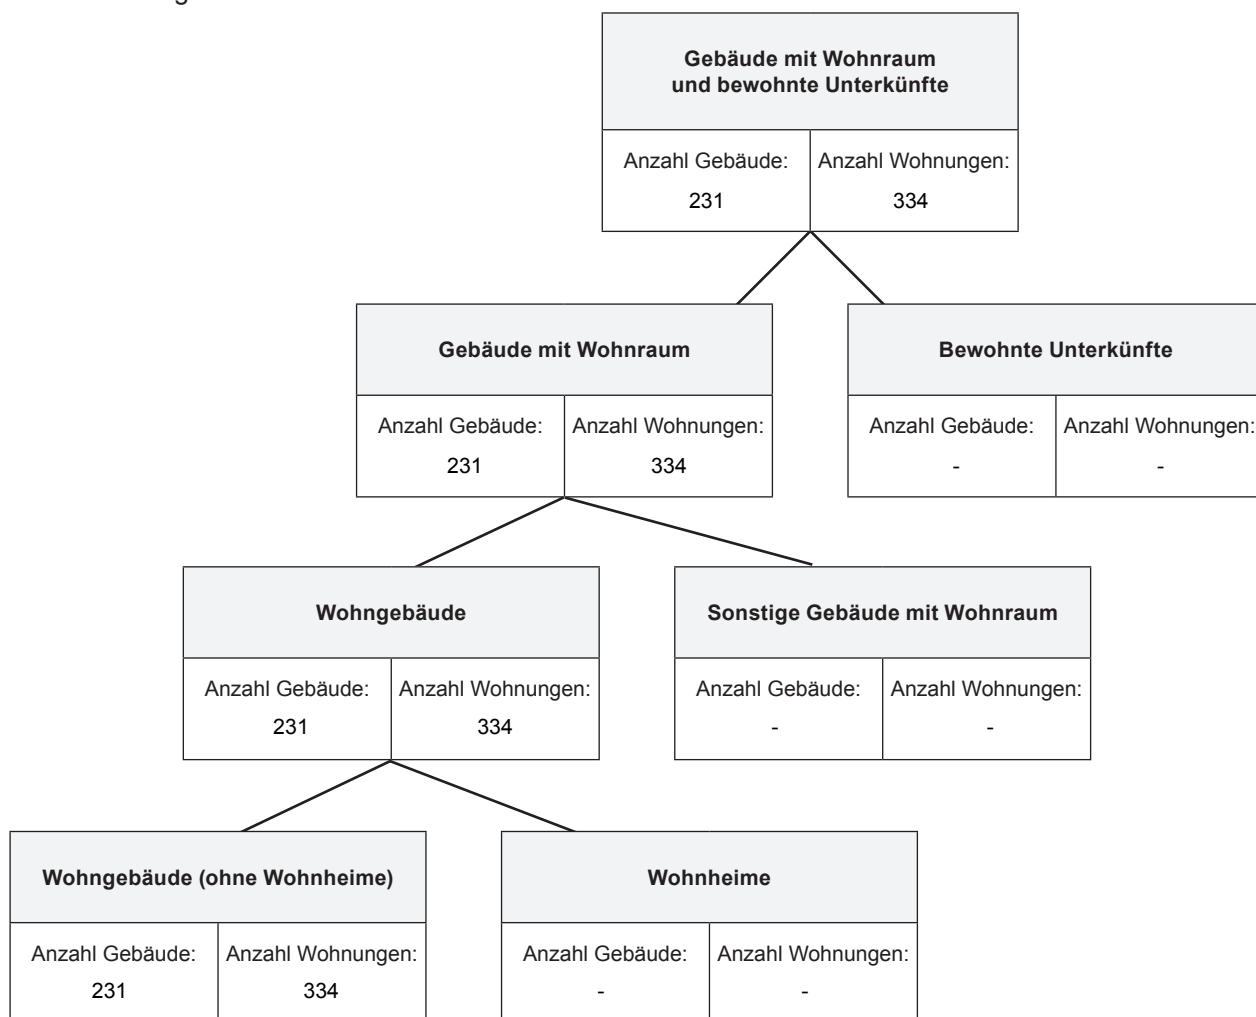 Gebäude mit Wohnraum
und bewohnte Unterkünfte
Anzahl Gebäude: Anzahl Wohnungen:
231 334
Gebäude mit Wohnraum
Anzahl Gebäude: Anzahl Wohnungen:
231 334
Bewohnte Unterkünfte
Anzahl Gebäude: Anzahl Wohnungen:
- -
Wohngebäude
Anzahl Gebäude: Anzahl Wohnungen:
231 334
Sonstige Gebäude mit Wohnraum
Anzahl Gebäude: Anzahl Wohnungen:
- -
Wohngebäude (ohne Wohnheime)
Anzahl Gebäude: Anzahl Wohnungen:
231 334
Wohnheime
Anzahl Gebäude: Anzahl Wohnungen:
- -